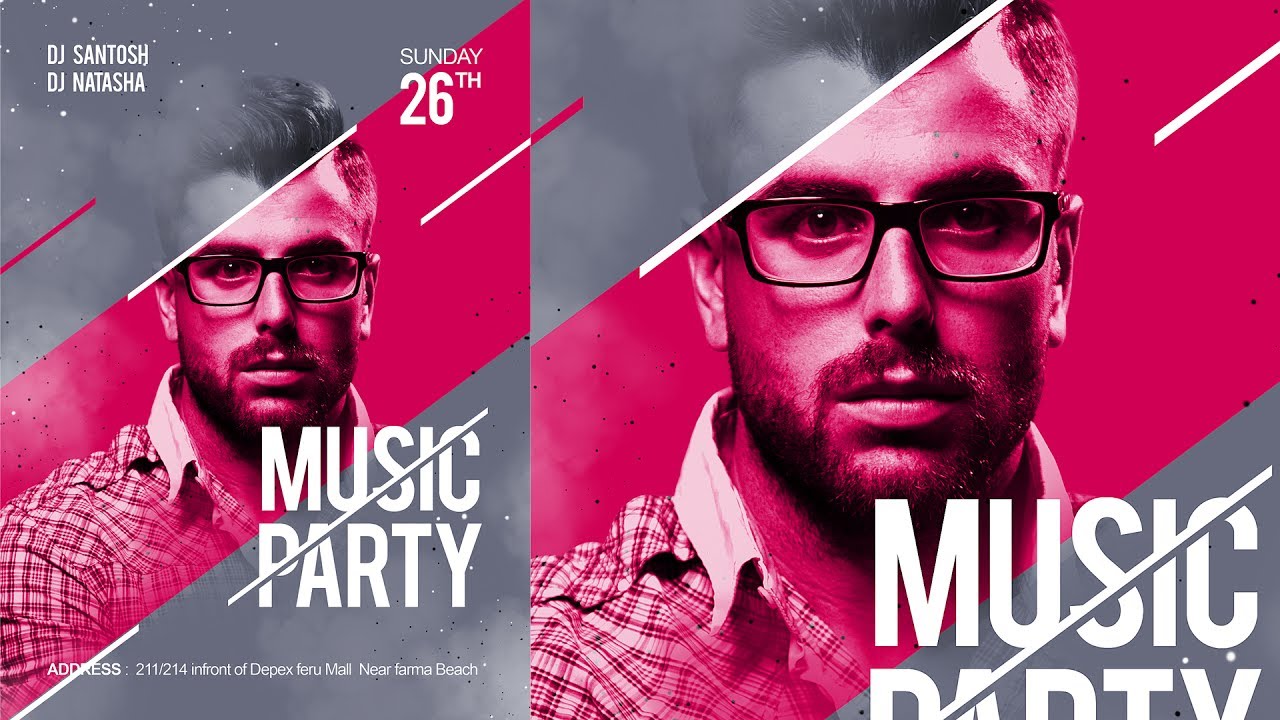 DJ SANTOSH
DJ NATASHA
SUNDAY
26TH
MUSIC
PARTY
ADDRESS : 211/214 infront of Depex feru Mall Near farma Beach
MUSIC
PARTY